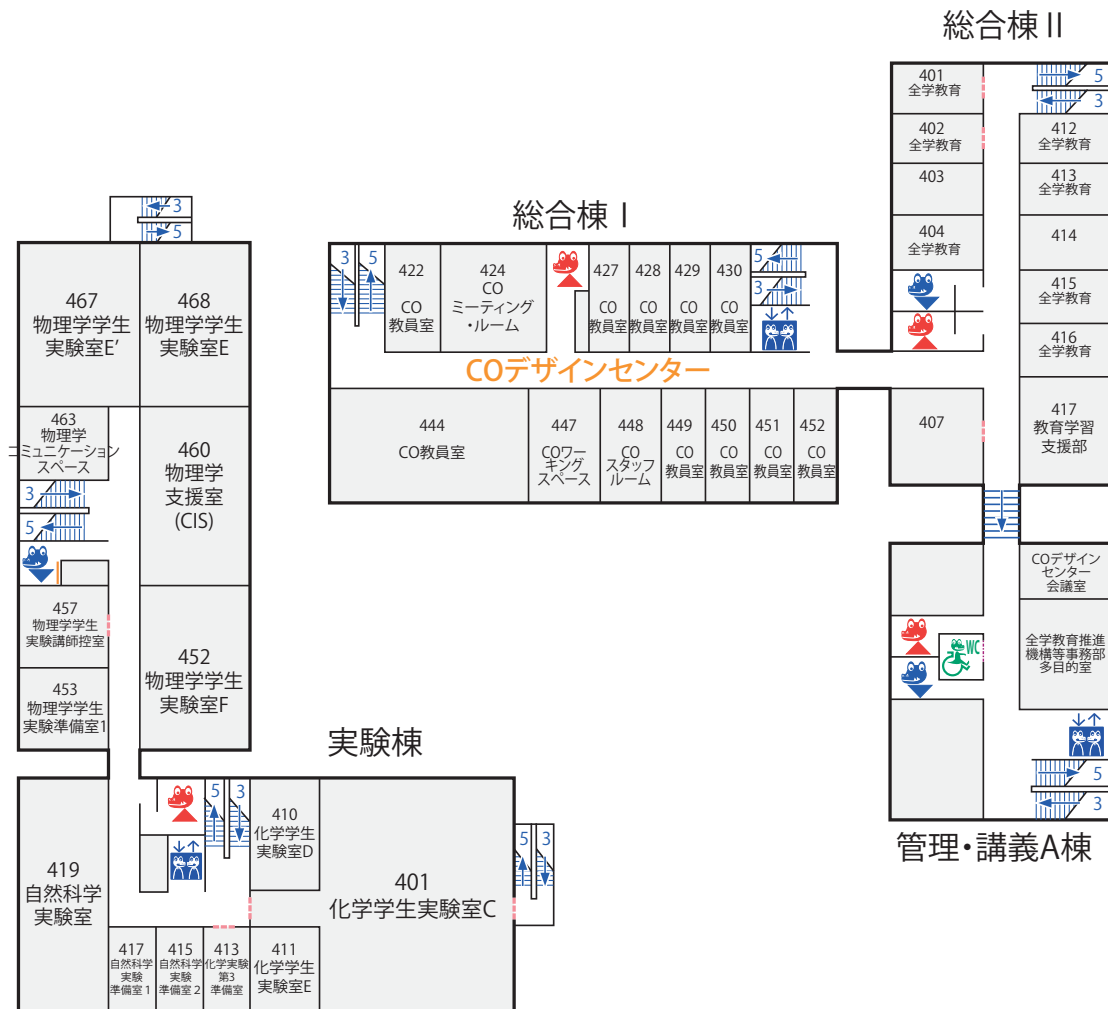 総合棟Ⅱ
401
全学教育
5
3
402
全学教育
412
全学教育
403
413
全学教育
404
全学教育
414
415
全学教育
416
全学教育
407
417
教育学習
支援部
総合棟Ⅰ
3
5
422
CO
教員室
424
CO
ミーティング
・ルーム
427
CO
教員室
428
CO
教員室
429
CO
教員室
430
CO
教員室
5
3
COデザインセンター
444
CO教員室
447
COワー
キング
スペース
448
CO
スタッフ
ルーム
449
CO
教員室
450
CO
教員室
451
CO
教員室
452
CO
教員室
COデザイン
センター
会議室
全学教育推進
機構等事務部
多目的室
WC
5
3
管理・講義A棟
3
5
467
物理学学生
実験室E’
468
物理学学生
実験室E
463
物理学
コミュニケーション
スペース
460
物理学
支援室
(CIS)
3
5
457
物理学学生
実験講師控室
452
物理学学生
実験室F
453
物理学学生
実験準備室1
実験棟
5
3
410
化学学生
実験室D
5
3
419
自然科学
実験室
401
化学学生実験室C
417
自然科学
実験
準備室1
415
自然科学
実験
準備室2
413
化学実験
第3
準備室
411
化学学生
実験室E